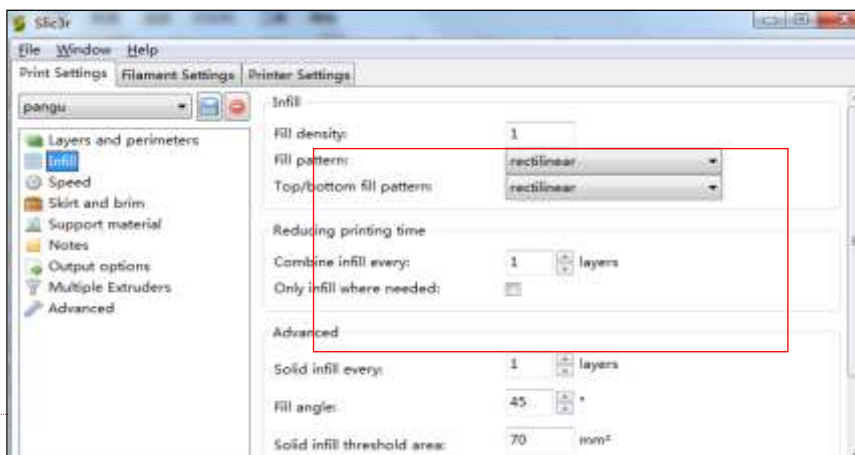 Slic3r
File Window Help
Print Settings Filament Settings Printer Settings
pangu
Layers and perimeters
Infill
Speed
Skirt and brim
Support material
Notes
Output options
Multiple Extruders
Advanced
Infill
Fill density: 1
Fill pattern: rectilinear
Top/bottom fill pattern: rectilinear
Reducing printing time
Combine infill every: 1 layers
Only infill where needed:
Advanced
Solid infill every: 1 layers
Fill angle: 45 °
Solid infill threshold area: 70 mm²